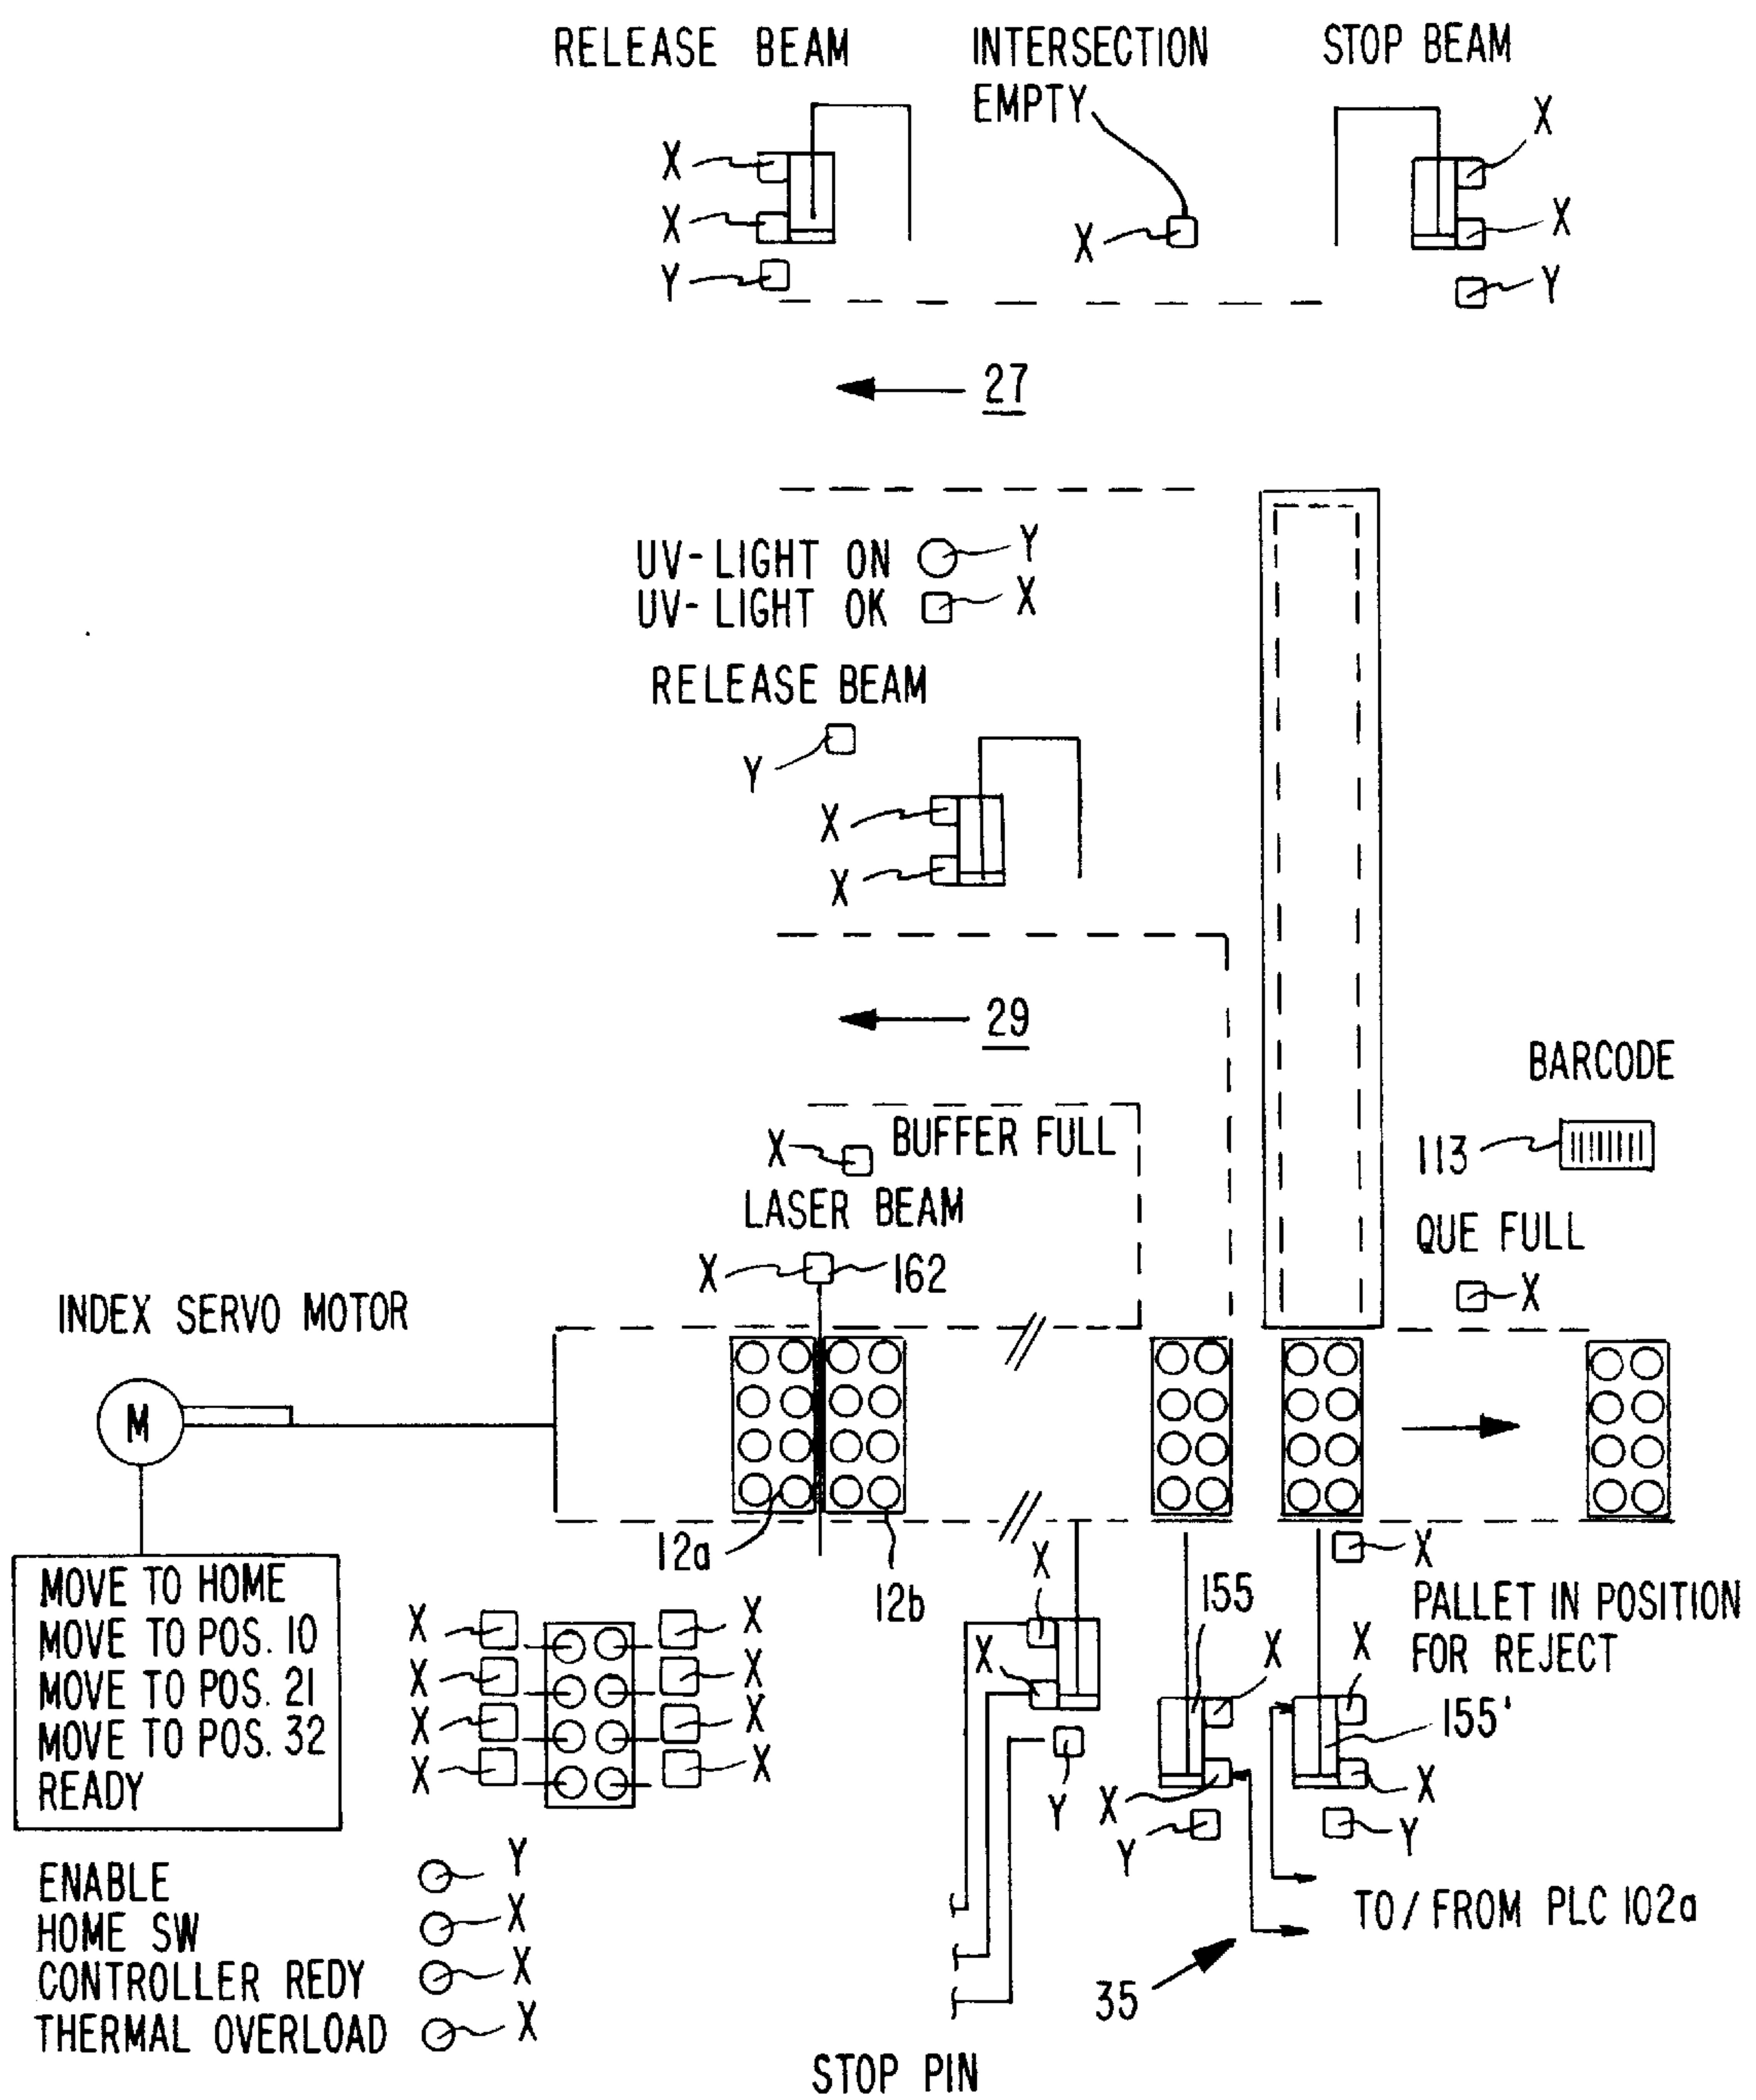 RELEASE BEAM
INTERSECTION
EMPTY
STOP BEAM
X
X
Y
X
X
X
Y
27
UV-LIGHT ON
Y
UV-LIGHT OK
X
RELEASE BEAM
Y
X
X
29
BARCODE
113
X
BUFFER FULL
LASER BEAM
X
162
QUE FULL
X
INDEX SERVO MOTOR
M
12a
12b
MOVE TO HOME
MOVE TO POS. 10
MOVE TO POS. 21
MOVE TO POS. 32
READY
X
X
X
X
X
X
X
X
X
X
Y
155
X
X
Y
X
PALLET IN POSITION
FOR REJECT
X
155'
X
Y
ENABLE
Y
HOME SW
X
CONTROLLER REDY
X
THERMAL OVERLOAD
X
TO/FROM PLC 102a
35
STOP PIN